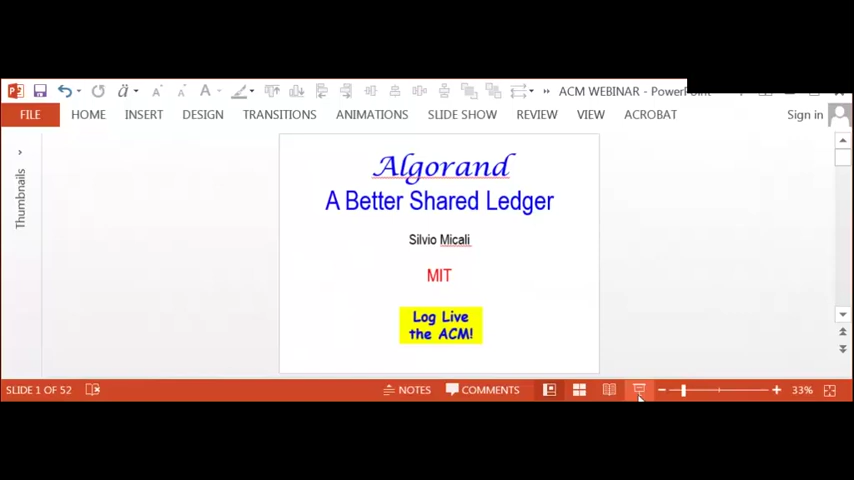 ACM WEBINAR - PowerPoint
FILE HOME INSERT DESIGN TRANSITIONS ANIMATIONS SLIDE SHOW REVIEW VIEW ACROBAT Sign in
Thumbnails
Algorand
A Better Shared Ledger
Silvio Micali
MIT
Log Live
the ACM!
SLIDE 1 OF 52 NOTES COMMENTS 33%